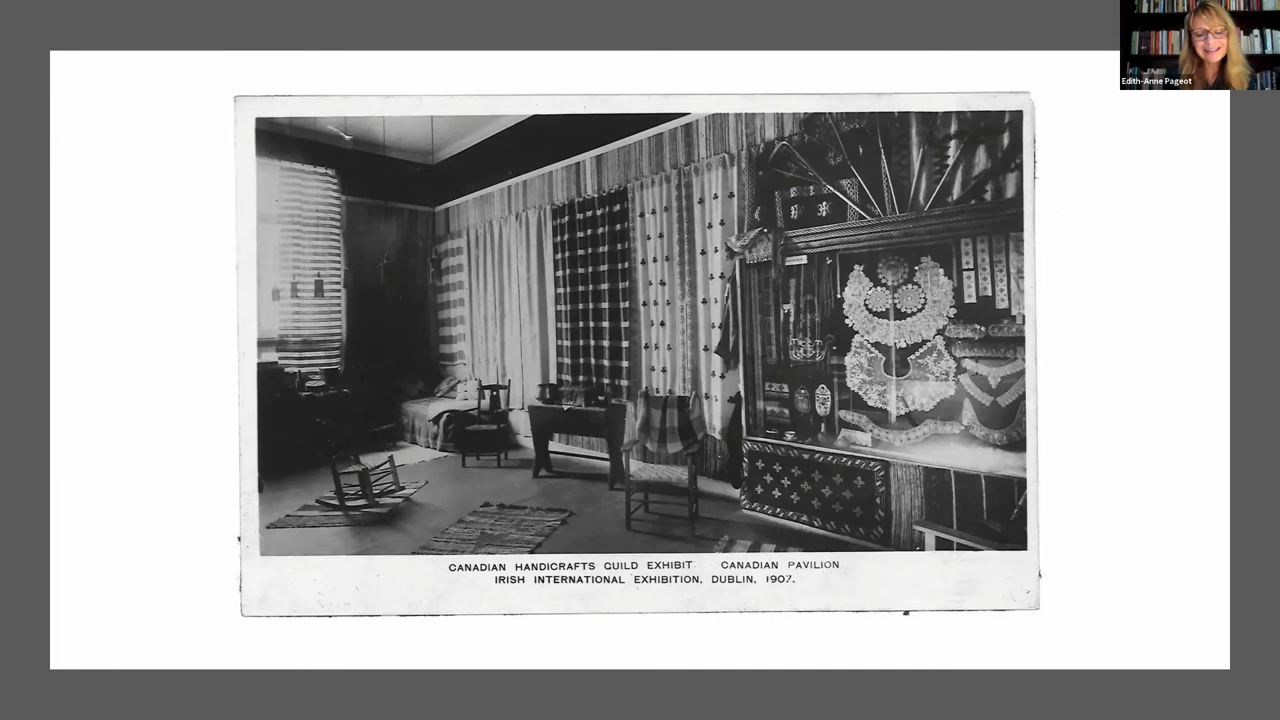 Edith-Anne Pageot
CANADIAN HANDICRAFTS GUILD EXHIBIT CANADIAN PAVILION
IRISH INTERNATIONAL EXHIBITION, DUBLIN, 1907.